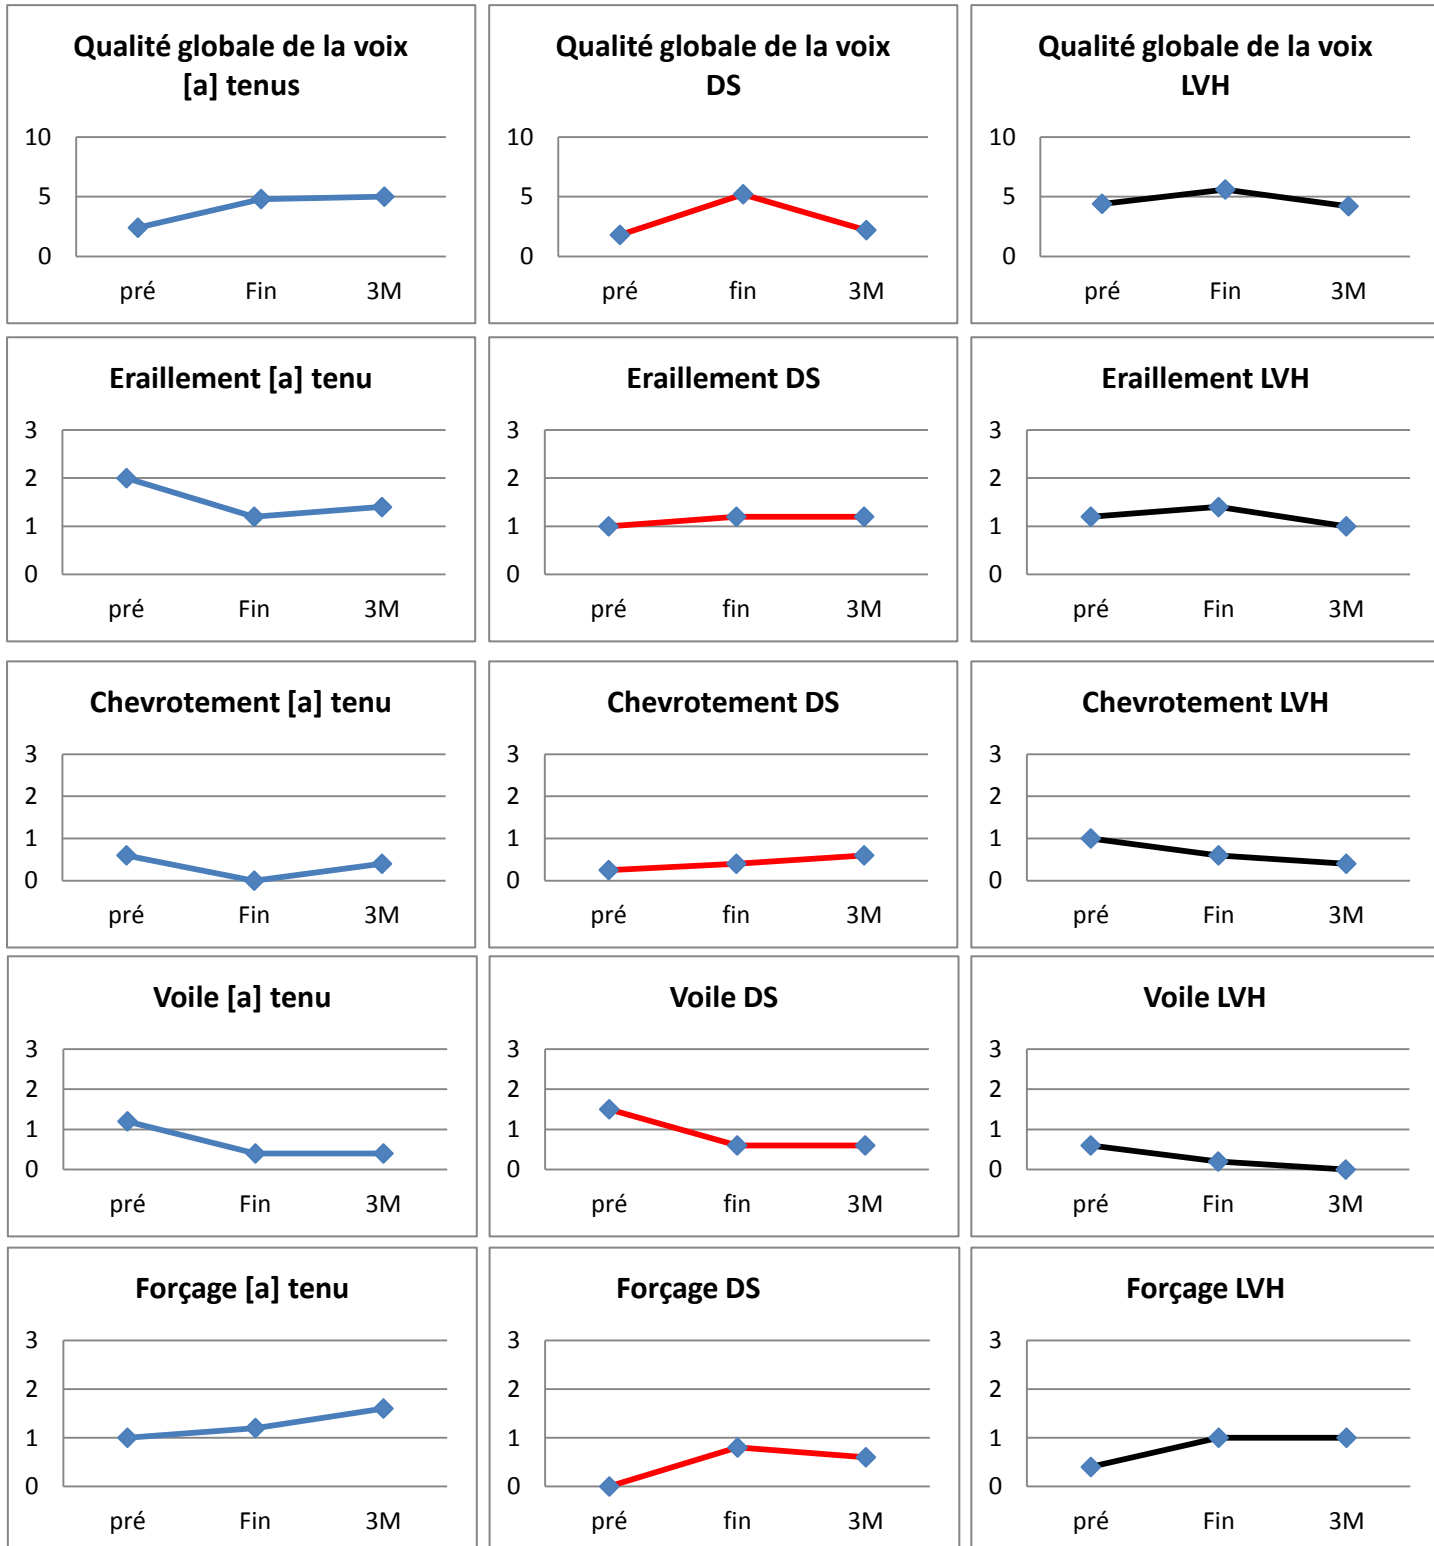 Qualité globale de la voix
[a] tenus
10
5
0
pré Fin 3M
Qualité globale de la voix
DS
10
5
0
pré fin 3M
Qualité globale de la voix
LVH
10
5
0
pré Fin 3M
Eraillement [a] tenu
3
2
1
0
pré Fin 3M
Eraillement DS
3
2
1
0
pré fin 3M
Eraillement LVH
3
2
1
0
pré Fin 3M
Chevrotement [a] tenu
3
2
1
0
pré Fin 3M
Chevrotement DS
3
2
1
0
pré fin 3M
Chevrotement LVH
3
2
1
0
pré Fin 3M
Voile [a] tenu
3
2
1
0
pré Fin 3M
Voile DS
3
2
1
0
pré fin 3M
Voile LVH
3
2
1
0
pré Fin 3M
Forçage [a] tenu
3
2
1
0
pré Fin 3M
Forçage DS
3
2
1
0
pré fin 3M
Forçage LVH
3
2
1
0
pré Fin 3M